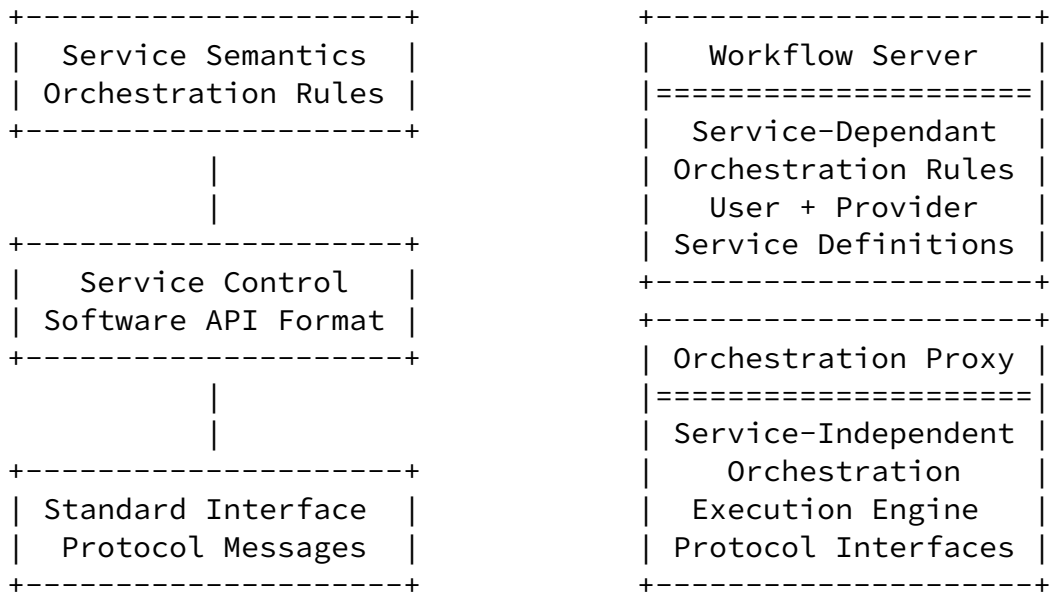 Service Semantics
Orchestration Rules
Service Control
Software API Format
Standard Interface
Protocol Messages
Workflow Server
Service-Dependant
Orchestration Rules
User + Provider
Service Definitions
Orchestration Proxy
Service-Independent
Orchestration
Execution Engine
Protocol Interfaces